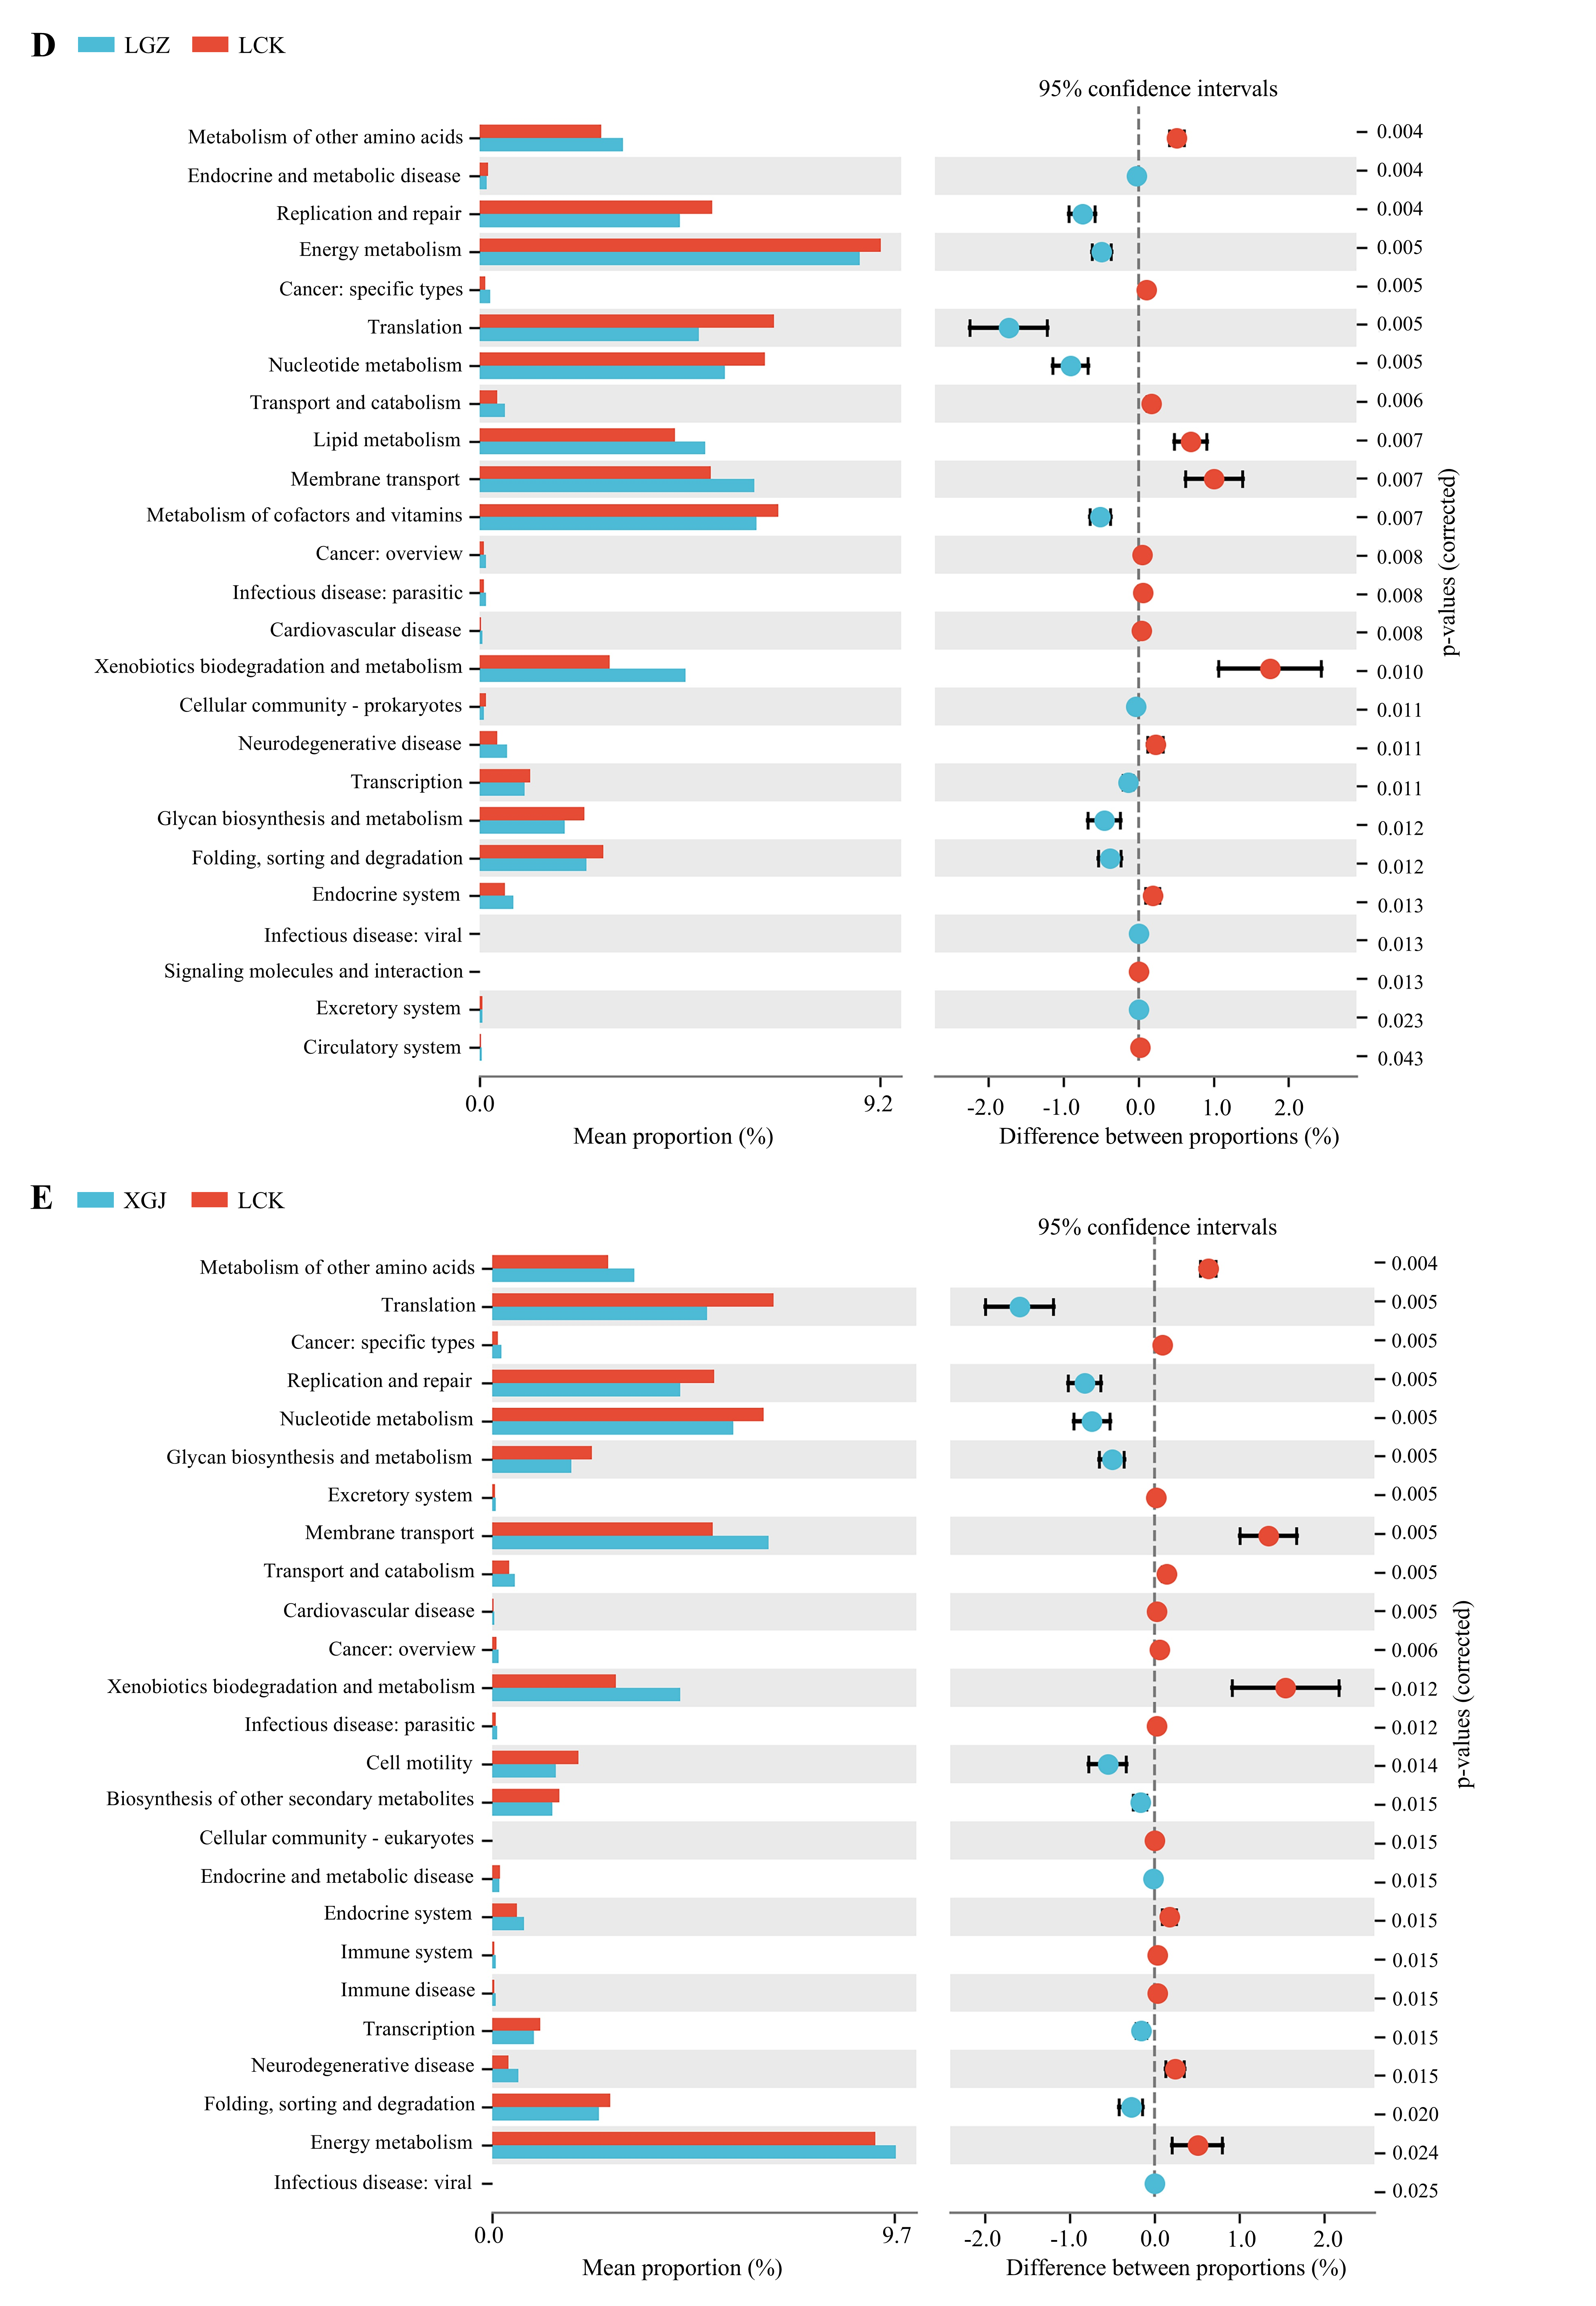 D LGZ LCK
95% confidence intervals
Metabolism of other amino acids 0.004
Endocrine and metabolic disease 0.004
Replication and repair 0.004
Energy metabolism 0.005
Cancer: specific types 0.005
Translation 0.005
Nucleotide metabolism 0.005
Transport and catabolism 0.006
Lipid metabolism 0.007
Membrane transport 0.007
Metabolism of cofactors and vitamins 0.007
Cancer: overview 0.008
Infectious disease: parasitic 0.008
Cardiovascular disease 0.008
Xenobiotics biodegradation and metabolism 0.010
Cellular community - prokaryotes 0.011
Neurodegenerative disease 0.011
Transcription 0.011
Glycan biosynthesis and metabolism 0.012
Folding, sorting and degradation 0.012
Endocrine system 0.013
Infectious disease: viral 0.013
Signaling molecules and interaction 0.013
Excretory system 0.023
Circulatory system 0.043
p-values (corrected)
0.0 9.2 -2.0 -1.0 0.0 1.0 2.0
Mean proportion (%) Difference between proportions (%)
E XGJ LCK
95% confidence intervals
Metabolism of other amino acids 0.004
Translation 0.005
Cancer: specific types 0.005
Replication and repair 0.005
Nucleotide metabolism 0.005
Glycan biosynthesis and metabolism 0.005
Excretory system 0.005
Membrane transport 0.005
Transport and catabolism 0.005
Cardiovascular disease 0.005
Cancer: overview 0.006
Xenobiotics biodegradation and metabolism 0.012
Infectious disease: parasitic 0.012
Cell motility 0.014
Biosynthesis of other secondary metabolites 0.015
Cellular community - eukaryotes 0.015
Endocrine and metabolic disease 0.015
Endocrine system 0.015
Immune system 0.015
Immune disease 0.015
Transcription 0.015
Neurodegenerative disease 0.015
Folding, sorting and degradation 0.020
Energy metabolism 0.024
Infectious disease: viral 0.025
p-values (corrected)
0.0 9.7 -2.0 -1.0 0.0 1.0 2.0
Mean proportion (%) Difference between proportions (%)